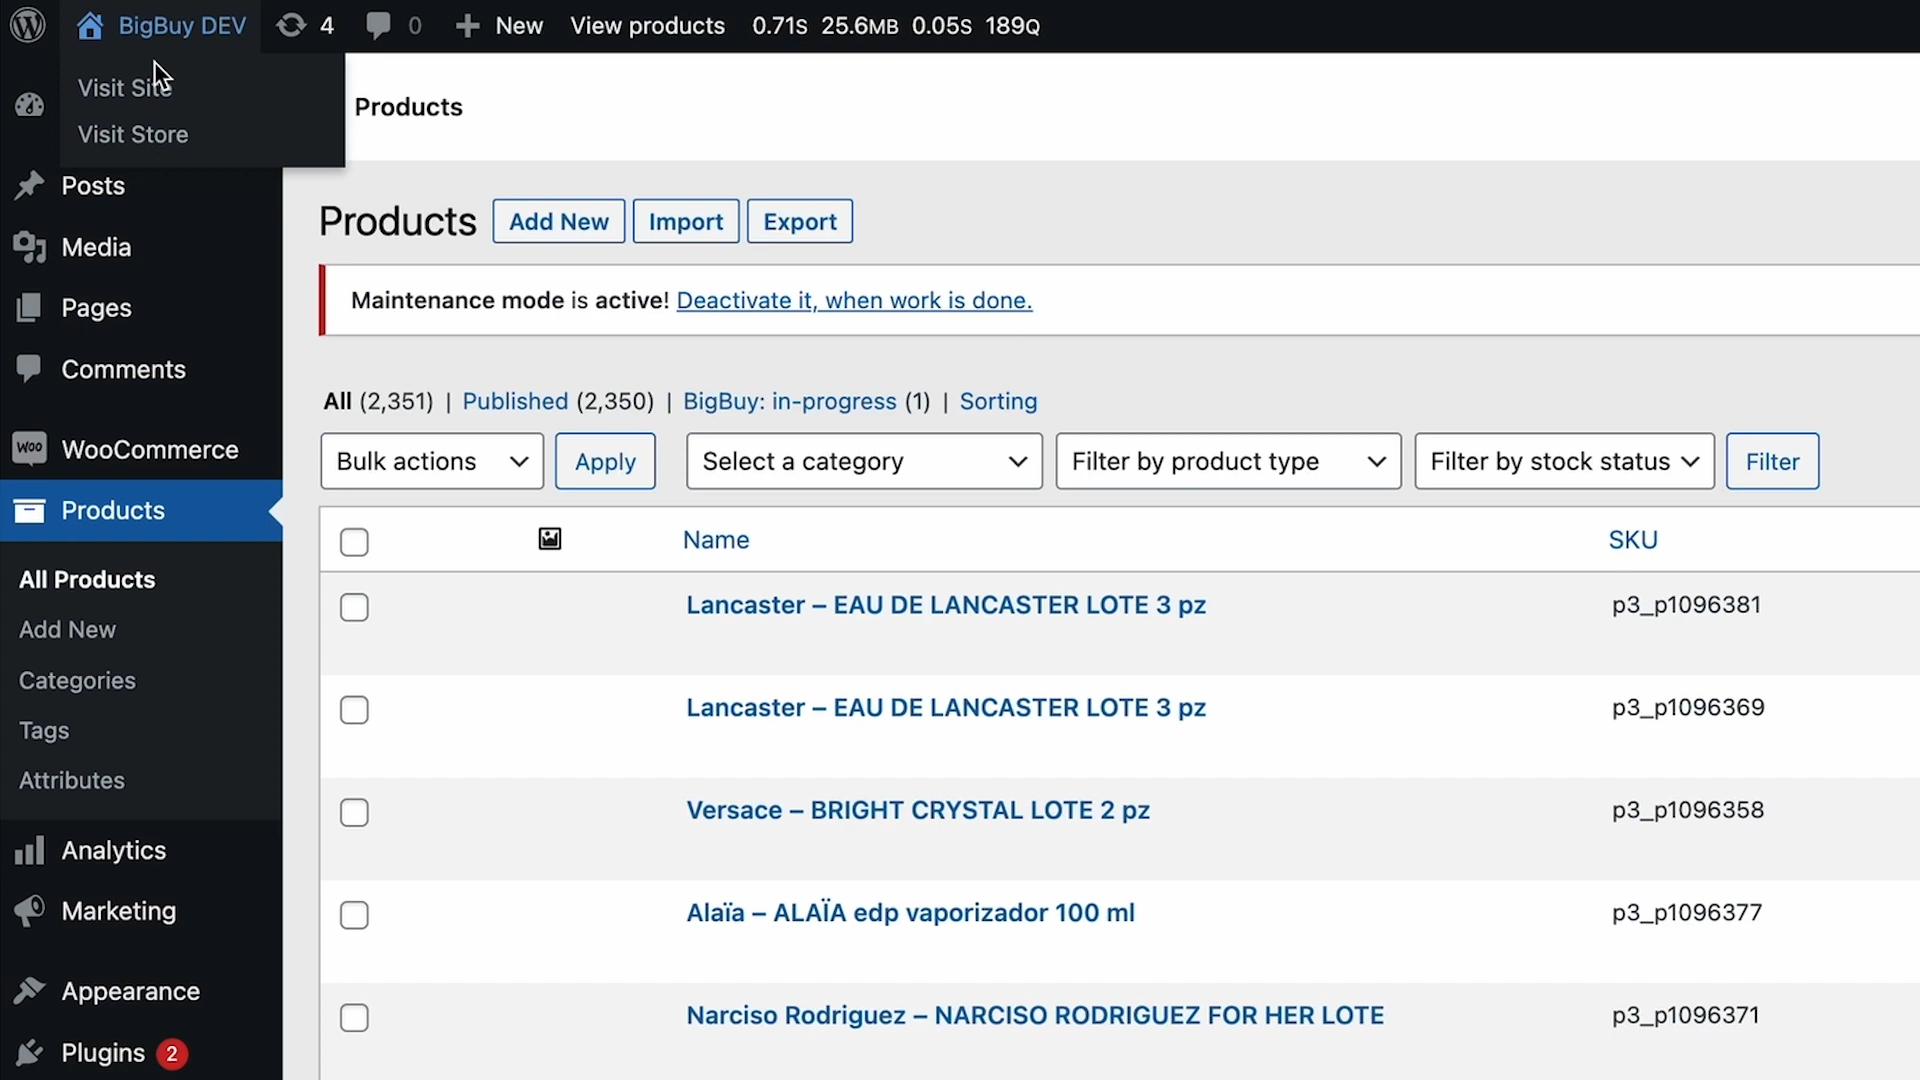 BigBuy DEV 4 0 New View products 0.71S 25.6MB 0.05S 189Q
Visit Site
Visit Store
Products
Posts
Media
Pages
Comments
WooCommerce
Products
All Products
Add New
Categories
Tags
Attributes
Analytics
Marketing
Appearance
Plugins 2
Products Add New Import Export
Maintenance mode is active! Deactivate it, when work is done.
All (2,351) | Published (2,350) | BigBuy: in-progress (1) | Sorting
Bulk actions Apply Select a category Filter by product type Filter by stock status Filter
Name SKU
Lancaster – EAU DE LANCASTER LOTE 3 pz p3_p1096381
Lancaster – EAU DE LANCASTER LOTE 3 pz p3_p1096369
Versace – BRIGHT CRYSTAL LOTE 2 pz p3_p1096358
Alaïa – ALAÏA edp vaporizador 100 ml p3_p1096377
Narciso Rodriguez – NARCISO RODRIGUEZ FOR HER LOTE p3_p1096371